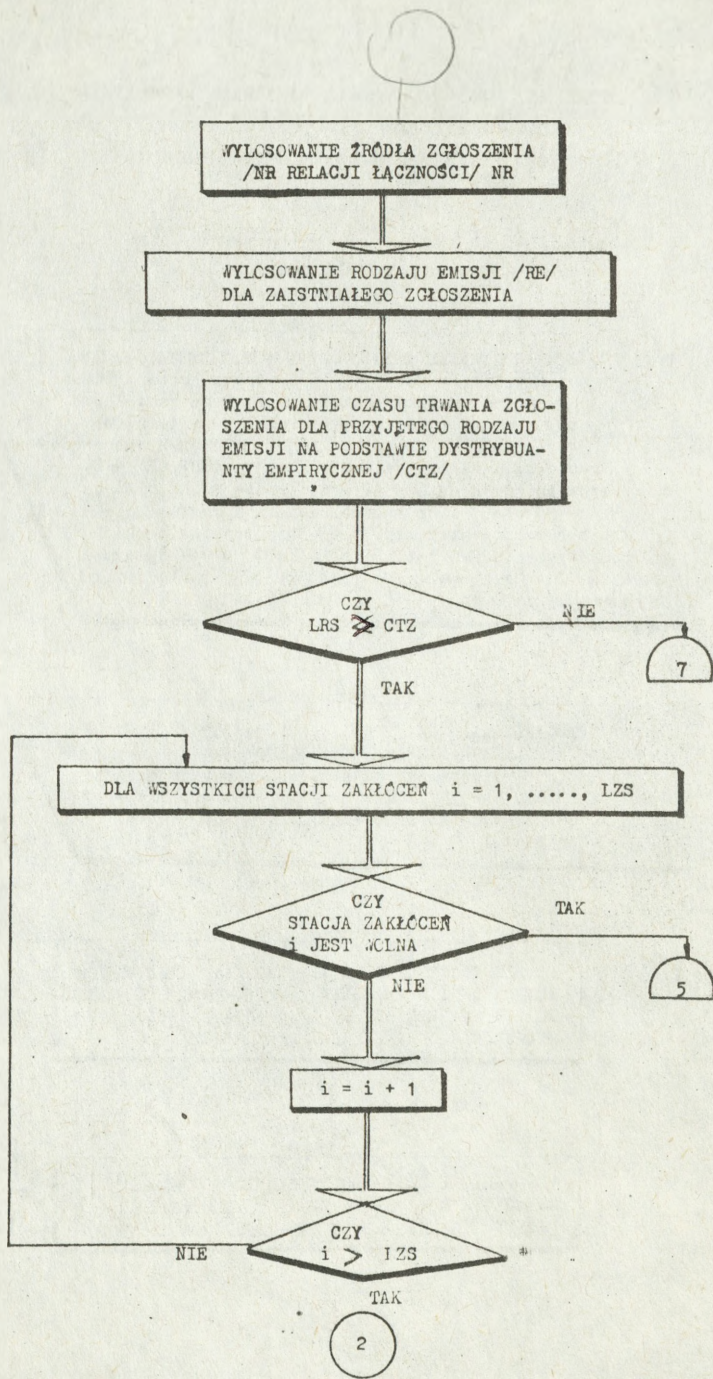 WYLOSOWANIE ŹRÓDŁA ZGŁOSZENIA
/NR RELACJI ŁĄCZNOŚCI/ NR
WYLOSOWANIE RODZAJU EMISJI /RE/
DLA ZAISTNIAŁEGO ZGŁOSZENIA
WYLOSOWANIE CZASU TRWANIA ZGŁO-
SZENIA DLA PRZYJĘTEGO RODZAJU
EMISJI NA PODSTAWIE DYSTRYBUA-
NTY EMPIRYCZNEJ /CTZ/
CZY
LRS CTZ
NIE
7
TAK
DLA WSZYSTKICH STACJI ZAKŁÓCEŃ i = 1, ....., LZS
CZY
STACJA ZAKŁÓCEŃ
i JEST WOLNA
TAK
5
NIE
i = i + 1
CZY
i > LZS
NIE
TAK
2